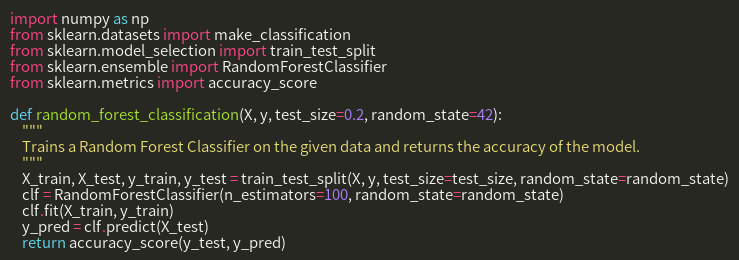 import numpy as np
from sklearn.datasets import make_classification
from sklearn.model_selection import train_test_split
from sklearn.ensemble import RandomForestClassifier
from sklearn.metrics import accuracy_score

def random_forest_classification(X, y, test_size=0.2, random_state=42):
    """
    Trains a Random Forest Classifier on the given data and returns the accuracy of the model.
    """
    X_train, X_test, y_train, y_test = train_test_split(X, y, test_size=test_size, random_state=random_state)
    clf = RandomForestClassifier(n_estimators=100, random_state=random_state)
    clf.fit(X_train, y_train)
    y_pred = clf.predict(X_test)
    return accuracy_score(y_test, y_pred)